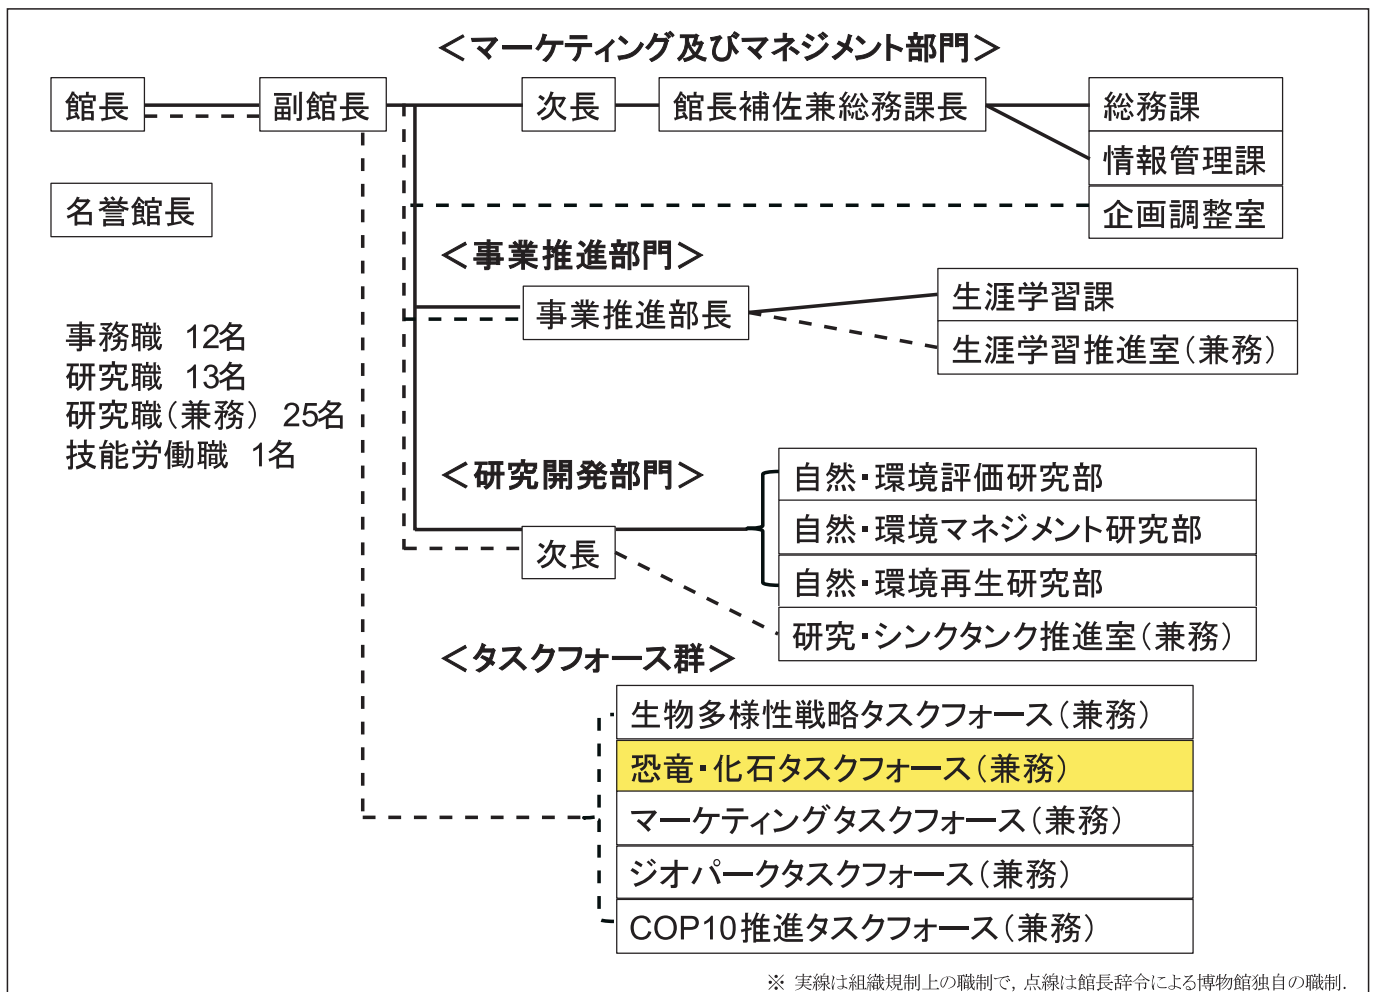 ＜マーケティング及びマネジメント部門＞
館長
副館長
次長
館長補佐兼総務課長
総務課
情報管理課
企画調整室
名誉館長
＜事業推進部門＞
事業推進部長
生涯学習課
生涯学習推進室（兼務）
事務職　12名
研究職　13名
研究職（兼務）　25名
技能労働職　1名
＜研究開発部門＞
次長
自然・環境評価研究部
自然・環境マネジメント研究部
自然・環境再生研究部
研究・シンクタンク推進室（兼務）
＜タスクフォース群＞
生物多様性戦略タスクフォース（兼務）
恐竜・化石タスクフォース（兼務）
マーケティングタスクフォース（兼務）
ジオパークタスクフォース（兼務）
COP10推進タスクフォース（兼務）
※ 実線は組織規制上の職制で，点線は館長辞令による博物館独自の職制．